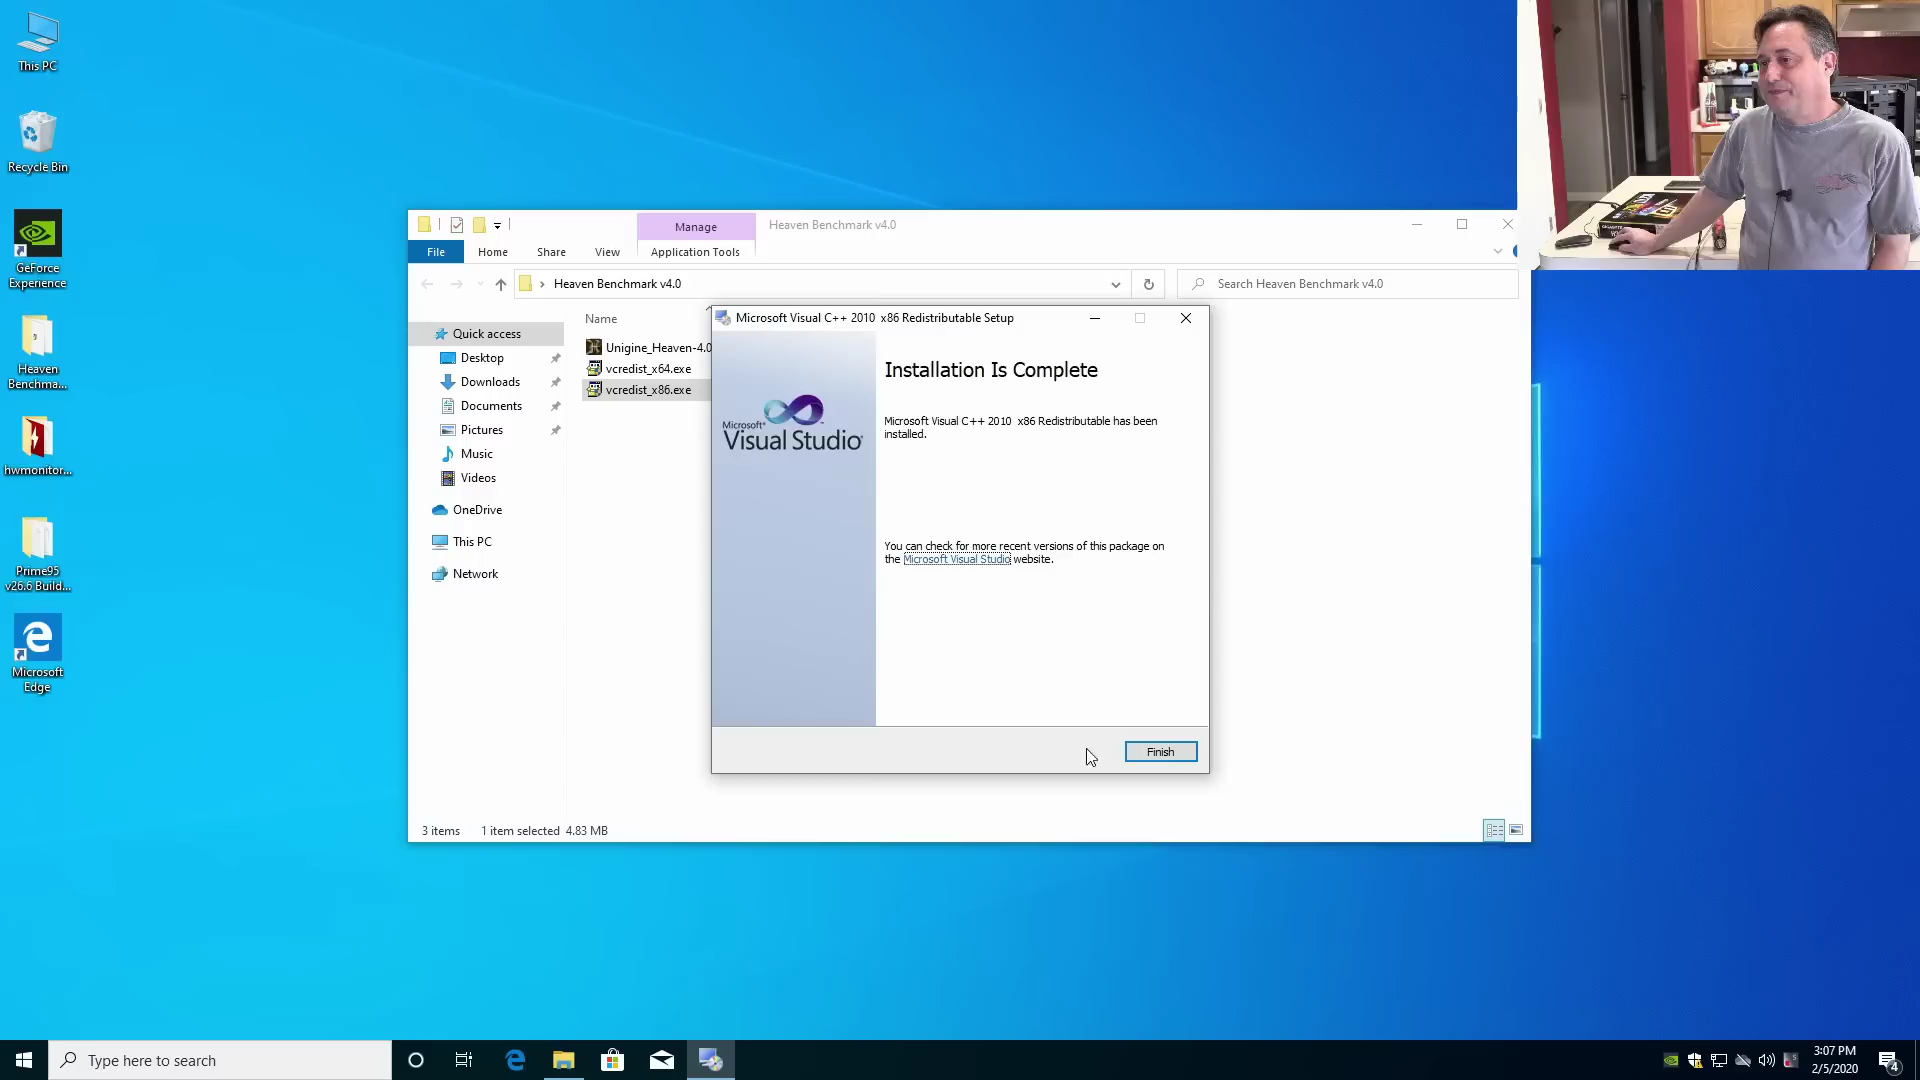 This PC
Recycle Bin
GeForce
Experience
Heaven
Benchma...
hwmonitor...
Prime95
v26.6 Build...
Microsoft
Edge
Manage
Heaven Benchmark v4.0
File
Home
Share
View
Application Tools
Heaven Benchmark v4.0
Search Heaven Benchmark v4.0
Quick access
Desktop
Downloads
Documents
Pictures
Music
Videos
OneDrive
This PC
Network
Name
Unigine_Heaven-4.0
vcredist_x64.exe
vcredist_x86.exe
3 items
1 item selected 4.83 MB
Microsoft Visual C++ 2010 x86 Redistributable Setup
Microsoft
Visual Studio
Installation Is Complete
Microsoft Visual C++ 2010 x86 Redistributable has been
installed.
You can check for more recent versions of this package on
the Microsoft Visual Studio website.
Finish
Type here to search
3:07 PM
2/5/2020
4